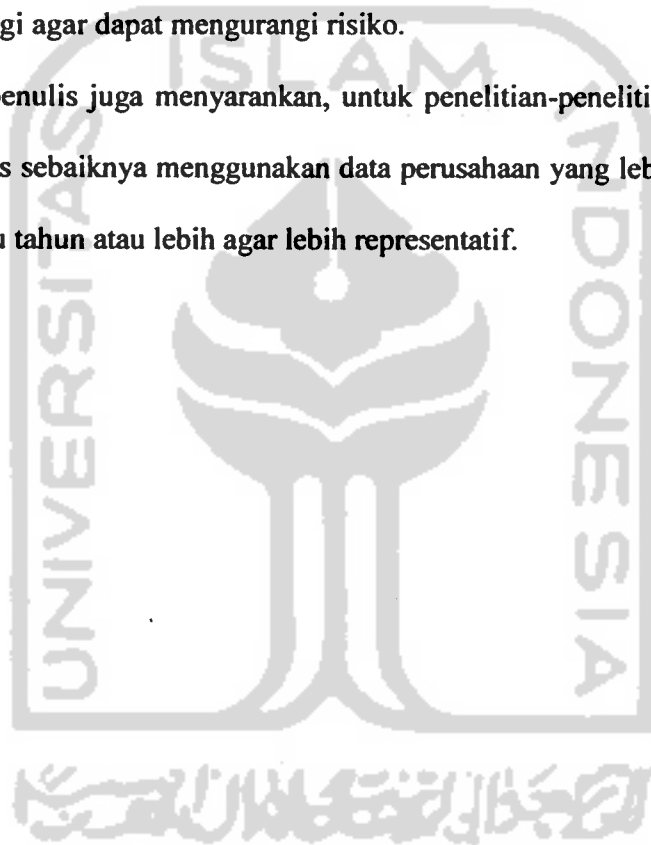 gi agar dapat mengurangi risiko.
penulis juga menyarankan, untuk penelitian-peneliti
s sebaiknya menggunakan data perusahaan yang leb
u tahun atau lebih agar lebih representatif.
UNIVERSITAS
ISLAM
INDONESIA